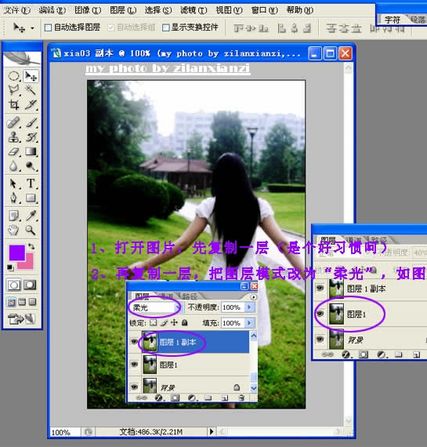 文件(F) 编辑(E) 图像(I) 图层(L) 选择(S) 滤镜(T) 视图(V) 窗口(W) 帮助(H)
自动选择图层 自动选择组 显示变换控件
字符 段落
xia03 副本 @ 100% (my photo by zilanxianzi,...
my photo by zilanxianzi
1、打开图片，先复制一层（是个好习惯呵）
2、再复制一层，把图层模式改为“柔光”，如图
图层 通道 路径
柔光 不透明度: 100%
锁定: 填充: 100%
图层 1 副本
图层1
背景
不透明度: 40%
图层 1 副本
图层1
背景
100% 文档:486.3K/2.21M